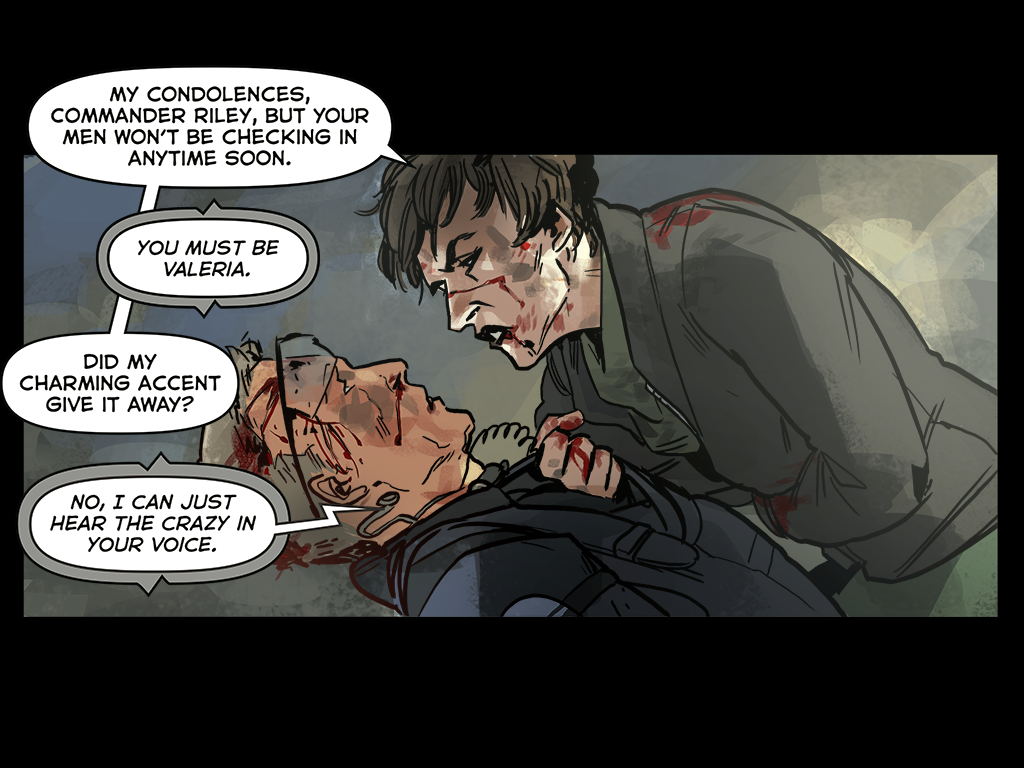 MY CONDOLENCES,
COMMANDER RILEY, BUT YOUR
MEN WON'T BE CHECKING IN
ANYTIME SOON.
YOU MUST BE
VALERIA.
DID MY
CHARMING ACCENT
GIVE IT AWAY?
NO, I CAN JUST
HEAR THE CRAZY IN
YOUR VOICE.